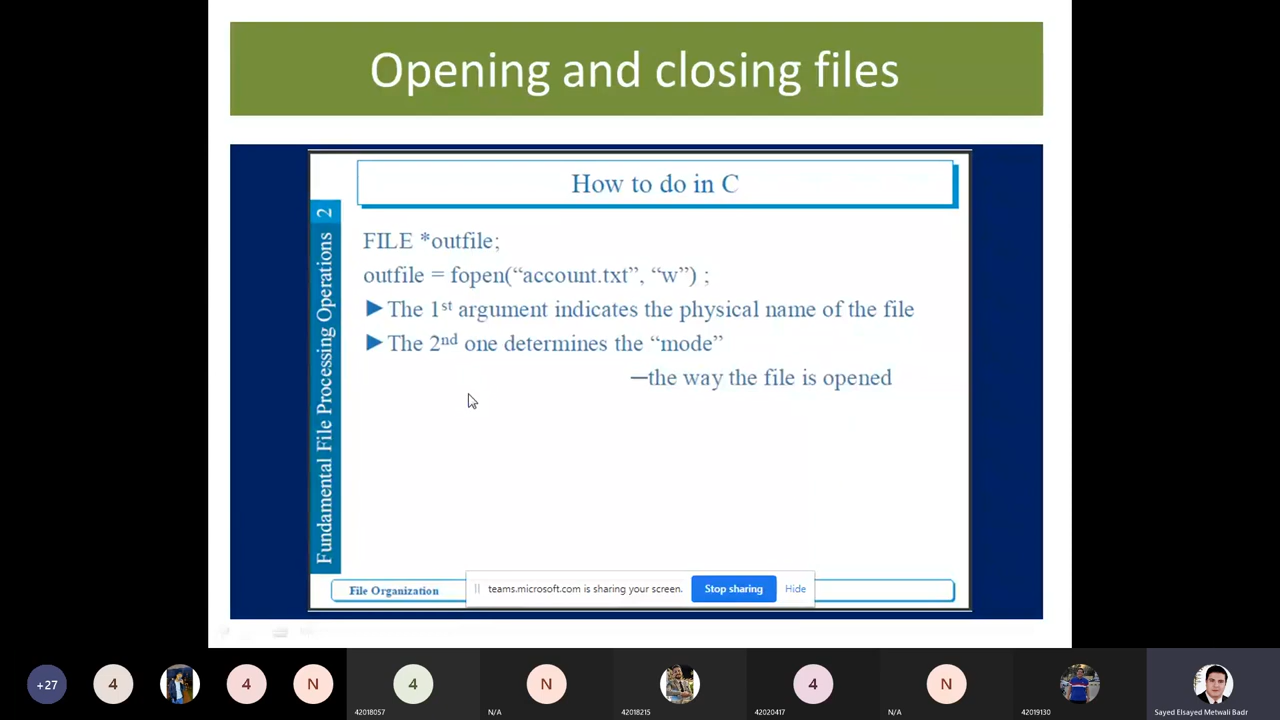 Opening and closing files
How to do in C
Fundamental File Processing Operations 2
FILE *outfile;
outfile = fopen(“account.txt”, “w”) ;
►The 1st argument indicates the physical name of the file
►The 2nd one determines the “mode”
—the way the file is opened
File Organization
teams.microsoft.com is sharing your screen.
Stop sharing
Hide
+27
4
4
N
4
42018057
N
N/A
42018215
4
42020417
N
N/A
42019130
Sayed Elsayed Metwali Badr